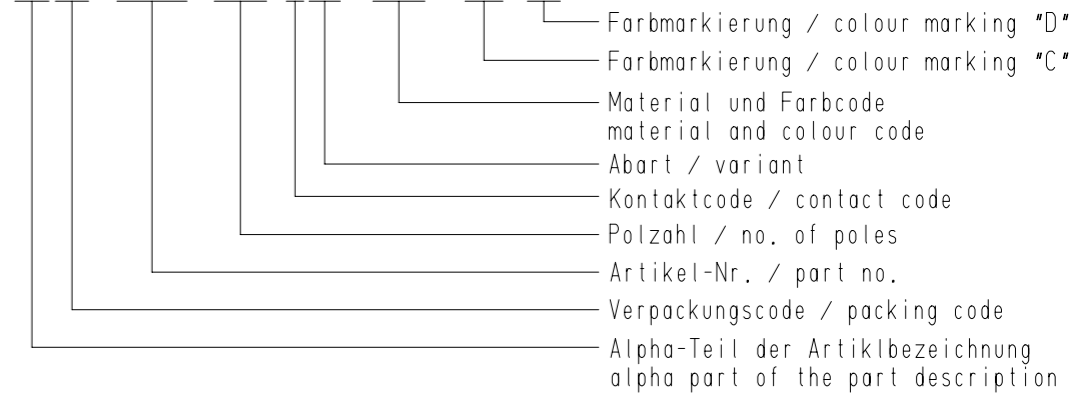 Farbmarkierung / colour marking "D"
Farbmarkierung / colour marking "C"
Material und Farbcode
material and colour code
Abart / variant
Kontaktcode / contact code
Polzahl / no. of poles
Artikel-Nr. / part no.
Verpackungscode / packing code
Alpha-Teil der Artiklbezeichnung
alpha part of the part description